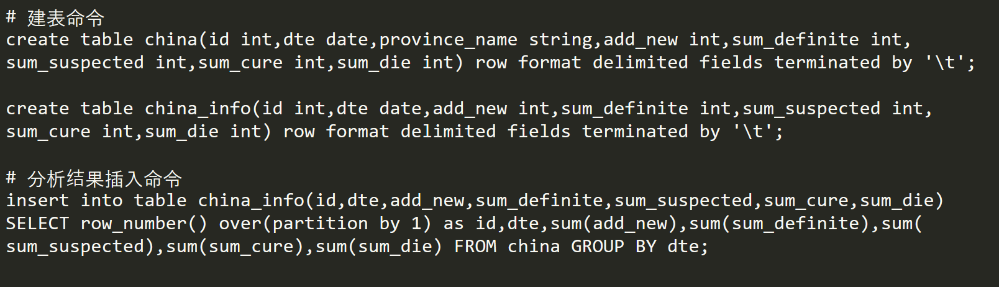 # 建表命令
create table china(id int,dte date,province_name string,add_new int,sum_definite int,
sum_suspected int,sum_cure int,sum_die int) row format delimited fields terminated by '\t';
create table china_info(id int,dte date,add_new int,sum_definite int,sum_suspected int,
sum_cure int,sum_die int) row format delimited fields terminated by '\t';
# 分析结果插入命令
insert into table china_info(id,dte,add_new,sum_definite,sum_suspected,sum_cure,sum_die)
SELECT row_number() over(partition by 1) as id,dte,sum(add_new),sum(sum_definite),sum(
sum_suspected),sum(sum_cure),sum(sum_die) FROM china GROUP BY dte;